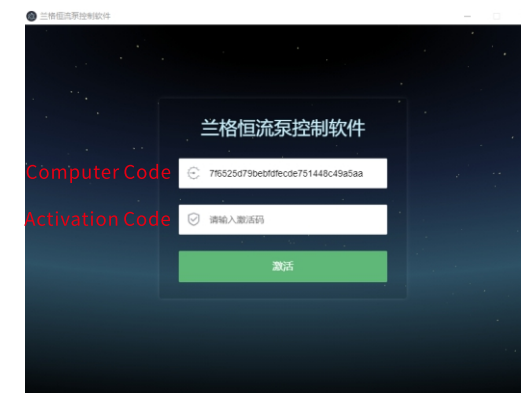 兰格恒流泵控制软件
兰格恒流泵控制软件
Computer Code
7f6525d79bebfdfecde751448c49a5aa
Activation Code
请输入激活码
激活